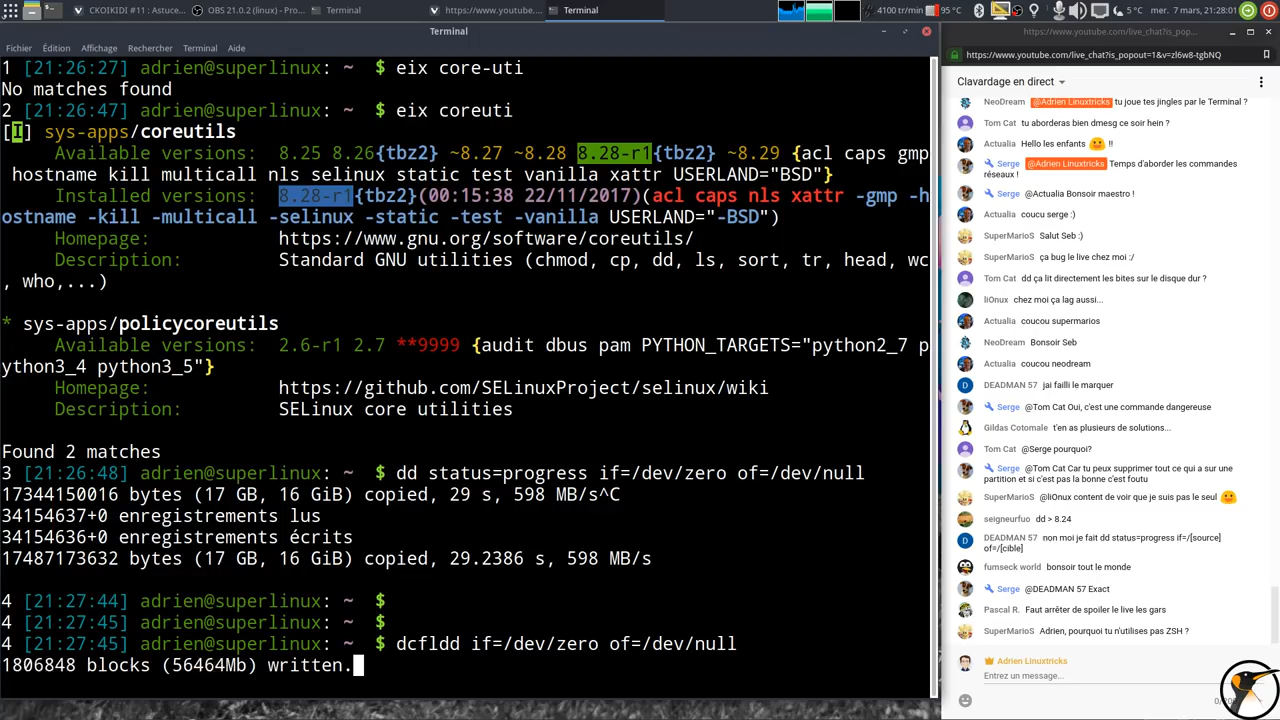 CKOIKIDI #11 : Astuce...
OBS 21.0.2 (linux) - Pro...
Terminal
https://www.youtube....
Terminal
4100 tr/min
95 °C
5 °C
mer. 7 mars, 21:28:01
Terminal
Fichier Édition Affichage Rechercher Terminal Aide
1 [21:26:27] adrien@superlinux: ~ $ eix core-uti
No matches found
2 [21:26:47] adrien@superlinux: ~ $ eix coreuti
[I] sys-apps/coreutils
Available versions: 8.25 8.26{tbz2} ~8.27 ~8.28 8.28-r1{tbz2} ~8.29 {acl caps gmp
hostname kill multicall nls selinux static test vanilla xattr USERLAND="BSD"}
Installed versions: 8.28-r1{tbz2}(00:15:38 22/11/2017)(acl caps nls xattr -gmp -h
ostname -kill -multicall -selinux -static -test -vanilla USERLAND="-BSD")
Homepage: https://www.gnu.org/software/coreutils/
Description: Standard GNU utilities (chmod, cp, dd, ls, sort, tr, head, wc
, who,...)
* sys-apps/policycoreutils
Available versions: 2.6-r1 2.7 **9999 {audit dbus pam PYTHON_TARGETS="python2_7 p
ython3_4 python3_5"}
Homepage: https://github.com/SELinuxProject/selinux/wiki
Description: SELinux core utilities
Found 2 matches
3 [21:26:48] adrien@superlinux: ~ $ dd status=progress if=/dev/zero of=/dev/null
17344150016 bytes (17 GB, 16 GiB) copied, 29 s, 598 MB/s^C
34154637+0 enregistrements lus
34154636+0 enregistrements écrits
17487173632 bytes (17 GB, 16 GiB) copied, 29.2386 s, 598 MB/s
4 [21:27:44] adrien@superlinux: ~ $
4 [21:27:45] adrien@superlinux: ~ $
4 [21:27:45] adrien@superlinux: ~ $ dcfldd if=/dev/zero of=/dev/null
1806848 blocks (56464Mb) written.
https://www.youtube.com/live_chat?is_pop...
https://www.youtube.com/live_chat?is_popout=1&v=zl6w8-tgbNQ
Clavardage en direct
NeoDream @Adrien Linuxtricks tu joue tes jingles par le Terminal ?
Tom Cat tu aborderas bien dmesg ce soir hein ?
Actualia Hello les enfants !!
Serge @Adrien Linuxtricks Temps d'aborder les commandes
réseaux !
Serge @Actualia Bonsoir maestro !
Actualia coucu serge :)
SuperMarioS Salut Seb :)
SuperMarioS ça bug le live chez moi :/
Tom Cat dd ça lit directement les bites sur le disque dur ?
liOnux chez moi ça lag aussi...
Actualia coucou supermarios
NeoDream Bonsoir Seb
Actualia coucou neodream
D DEADMAN 57 jai failli le marquer
Serge @Tom Cat Oui, c'est une commande dangereuse
Gildas Cotomale t'en as plusieurs de solutions...
Tom Cat @Serge pourquoi?
Serge @Tom Cat Car tu peux supprimer tout ce qui a sur une
partition et si c'est pas la bonne c'est foutu
SuperMarioS @liOnux content de voir que je suis pas le seul
seigneurfuo dd > 8.24
D DEADMAN 57 non moi je fait dd status=progress if=/[source]
of=/[cible]
fumseck world bonsoir tout le monde
Serge @DEADMAN 57 Exact
Pascal R. Faut arrêter de spoiler le live les gars
SuperMarioS Adrien, pourquoi tu n'utilises pas ZSH ?
Adrien Linuxtricks
Entrez un message...